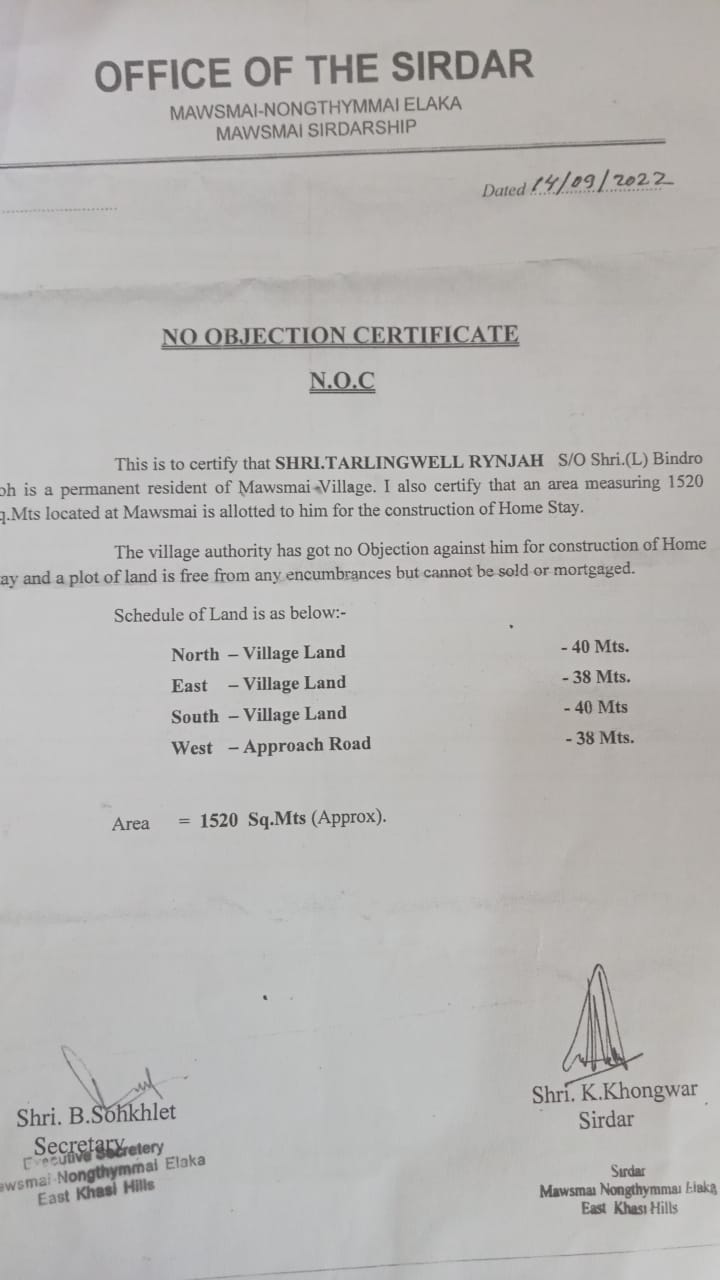 OFFICE OF THE SIRDAR
MAWSMAI-NONGTHYMMAI ELAKA
MAWSMAI SIRDARSHIP
Dated 14/09/2022
NO OBJECTION CERTIFICATE
N.O.C
This is to certify that SHRI.TARLINGWELL RYNJAH S/O Shri.(L) Bindro
oh is a permanent resident of Mawsmai Village. I also certify that an area measuring 1520
q.Mts located at Mawsmai is allotted to him for the construction of Home Stay.
The village authority has got no Objection against him for construction of Home
ay and a plot of land is free from any encumbrances but cannot be sold or mortgaged.
Schedule of Land is as below:-
North – Village Land - 40 Mts.
East – Village Land - 38 Mts.
South – Village Land - 40 Mts
West – Approach Road - 38 Mts.
Area = 1520 Sq.Mts (Approx).
Shri. B.Sohkhlet
Secretary
Executive Secretery
awsmai Nongthymmai Elaka
East Khasi Hills
Shri. K.Khongwar
Sirdar
Sirdar
Mawsmai Nongthymmai Elaka
East Khasi Hills